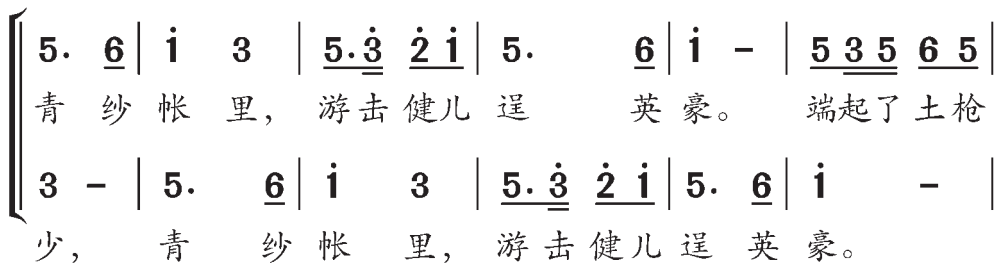 5. 6 | i̇ 3 | 5. 3̇ 2̇ i̇ | 5. 6 | i̇ – | 5 3 5 6 5 |
青 纱 帐 里, 游击 健儿 逞 英 豪。 端起了 土枪
3 – | 5. 6 | i̇ 3 | 5. 3̇ 2̇ i̇ | 5. 6 | i̇ – |
少, 青 纱 帐 里, 游 击 健儿 逞 英 豪。